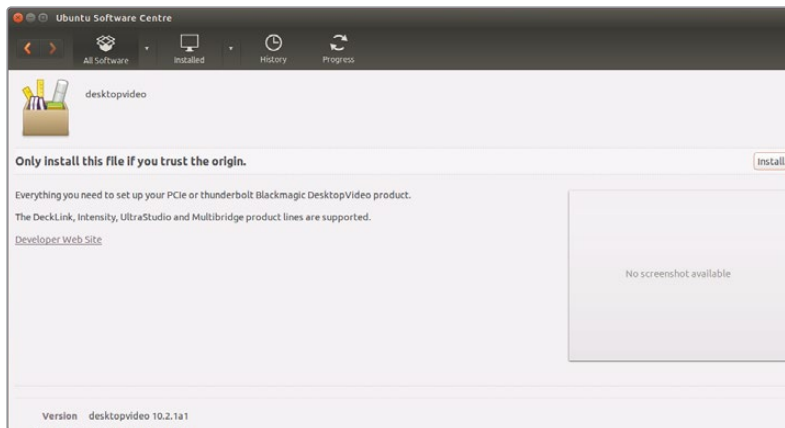 Ubuntu Software Centre
All Software
Installed
History
Progress
desktopvideo
Only install this file if you trust the origin.
Install
Everything you need to set up your PCIe or thunderbolt Blackmagic DesktopVideo product.
The DeckLink, Intensity, UltraStudio and Multibridge product lines are supported.
Developer Web Site
No screenshot available
Version desktopvideo 10.2.1a1